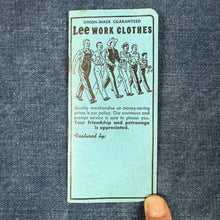 UNION-MADE GUARANTEED
Lee WORK CLOTHES
Quality merchandise at money-saving
prices is our policy. Our courteous and
prompt service is sure to please you.
Your friendship and patronage
is appreciated.
Featured by: